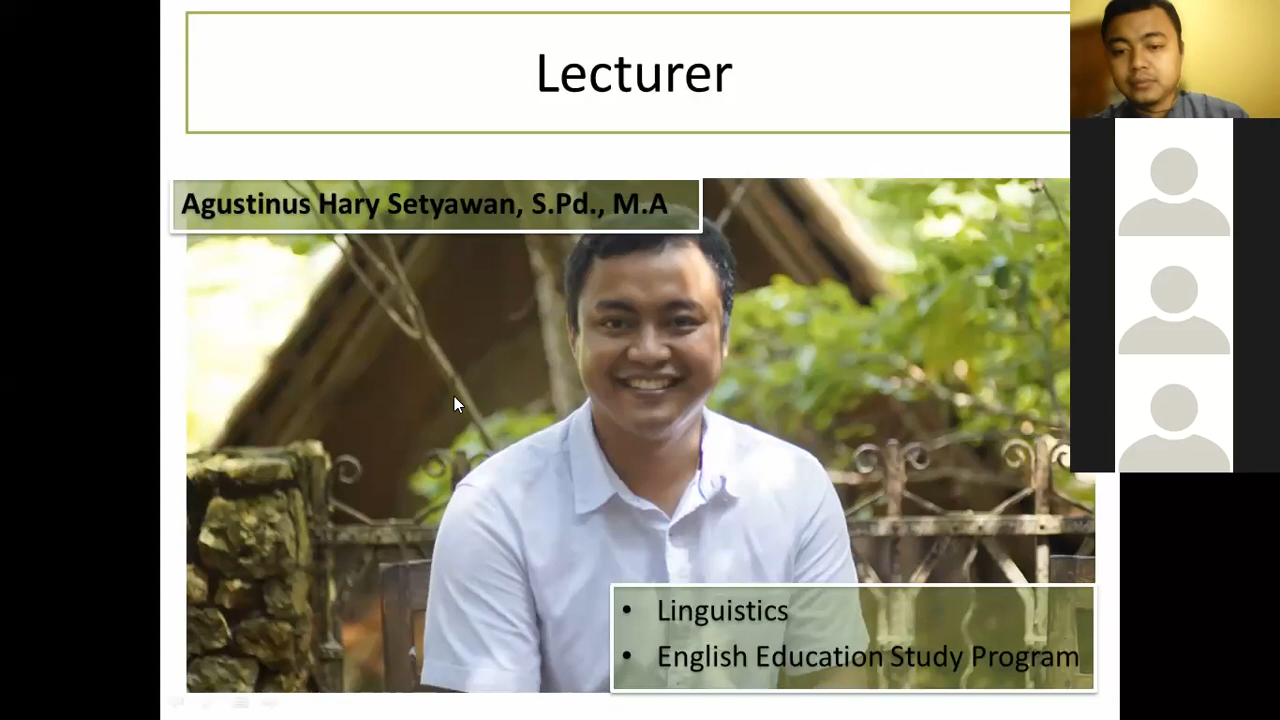 Lecturer
Agustinus Hary Setyawan, S.Pd., M.A
• Linguistics
• English Education Study Program